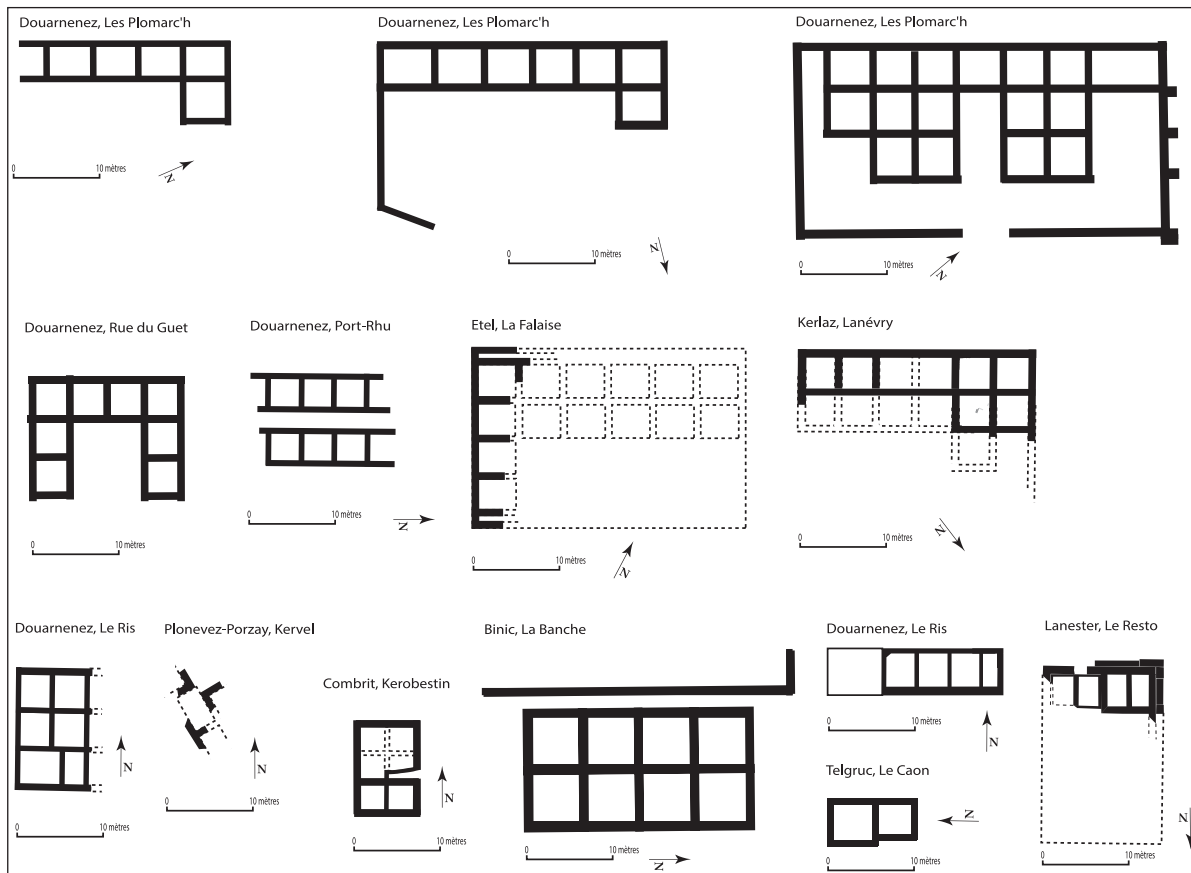 Douarnenez, Les Plomarc'h
Douarnenez, Les Plomarc'h
Douarnenez, Les Plomarc'h
0 10 mètres
N
0 10 mètres
N
0 10 mètres
N
Douarnenez, Rue du Guet
Douarnenez, Port-Rhu
Etel, La Falaise
Kerlaz, Lanévry
0 10 mètres
0 10 mètres
N
0 10 mètres
N
0 10 mètres
N
Douarnenez, Le Ris
Plonevez-Porzay, Kervel
Combrit, Kerobestin
Binic, La Banche
Douarnenez, Le Ris
Lanester, Le Resto
0 10 mètres
N
0 10 mètres
N
0 10 mètres
N
0 10 mètres
N
0 10 mètres
N
Telgruc, Le Caon
N
0 10 mètres
0 10 mètres
N